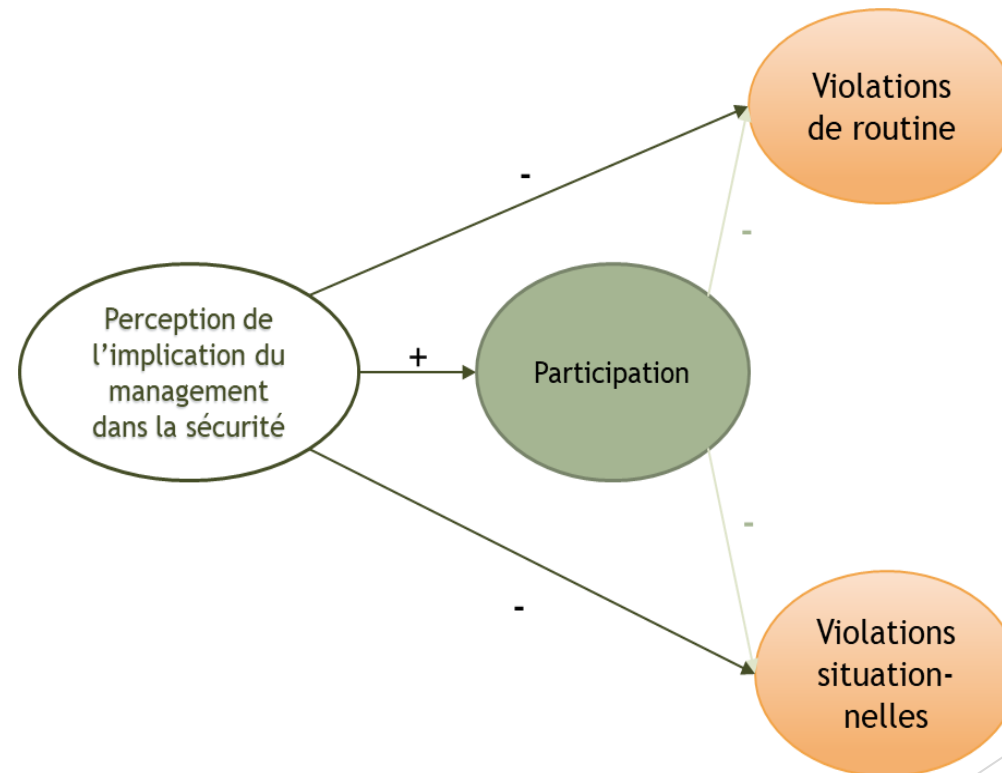 Violations
de routine
-
-
Perception de
l’implication du
management
dans la sécurité
+
Participation
-
-
Violations
situation-
nelles